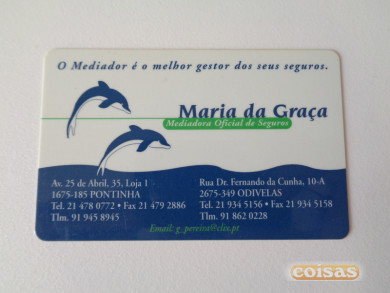 O Mediador é o melhor gestor dos seus seguros.
Maria da Graça
Mediadora Oficial de Seguros
Av. 25 de Abril, 35, Loja 1
1675-185 PONTINHA
Tel. 21 478 0772 • Fax 21 479 2886
Tlm. 91 945 8945
Rua Dr. Fernando da Cunha, 10-A
2675-349 ODIVELAS
Tel. 21 934 5156 • Fax 21 934 5158
Tlm. 91 862 0228
Email: g_pereira@clix.pt
coisas